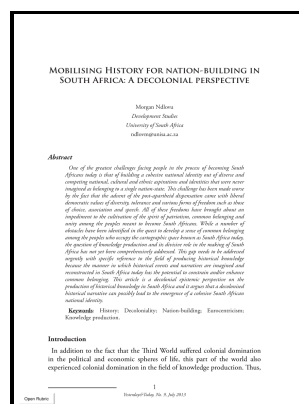 Mobilising History for nation-building in
South Africa: A decolonial perspective
Morgan Ndlovu
Development Studies
University of South Africa
ndlovm@unisa.ac.za
Abstract
One of the greatest challenges facing people in the process of becoming South
Africans today is that of building a cohesive national identity out of diverse and
competing national, cultural and ethnic aspirations and identities that were never
imagined as belonging to a single nation-state. This challenge has been made worse
by the fact that the advent of the post-apartheid dispensation came with liberal
democratic values of diversity, tolerance and various forms of freedom such as those
of choice, association and speech. All of these freedoms have brought about an
impediment to the cultivation of the spirit of patriotism, common belonging and
unity among the peoples meant to become South Africans. While a number of
obstacles have been identified in the quest to develop a sense of common belonging
among the peoples who occupy the cartographic space known as South Africa today,
the question of knowledge production and its decisive role in the making of South
Africa has not yet been comprehensively addressed. This gap needs to be addressed
urgently with specific reference to the field of producing historical knowledge
because the manner in which historical events and narratives are imagined and
reconstructed in South Africa today has the potential to constrain and/or enhance
common belonging. This article is a decolonial epistemic perspective on the
production of historical knowledge in South Africa and it argues that a decolonised
historical narrative can possibly lead to the emergence of a cohesive South African
national identity.
Keywords: History; Decoloniality; Nation-building; Eurocentricism;
Knowledge production.
Introduction
In addition to the fact that the Third World suffered colonial domination
in the political and economic spheres of life, this part of the world also
experienced colonial domination in the field of knowledge production. Thus,
1
Yesterday&Today, No. 9, July 2013
Open Rubric